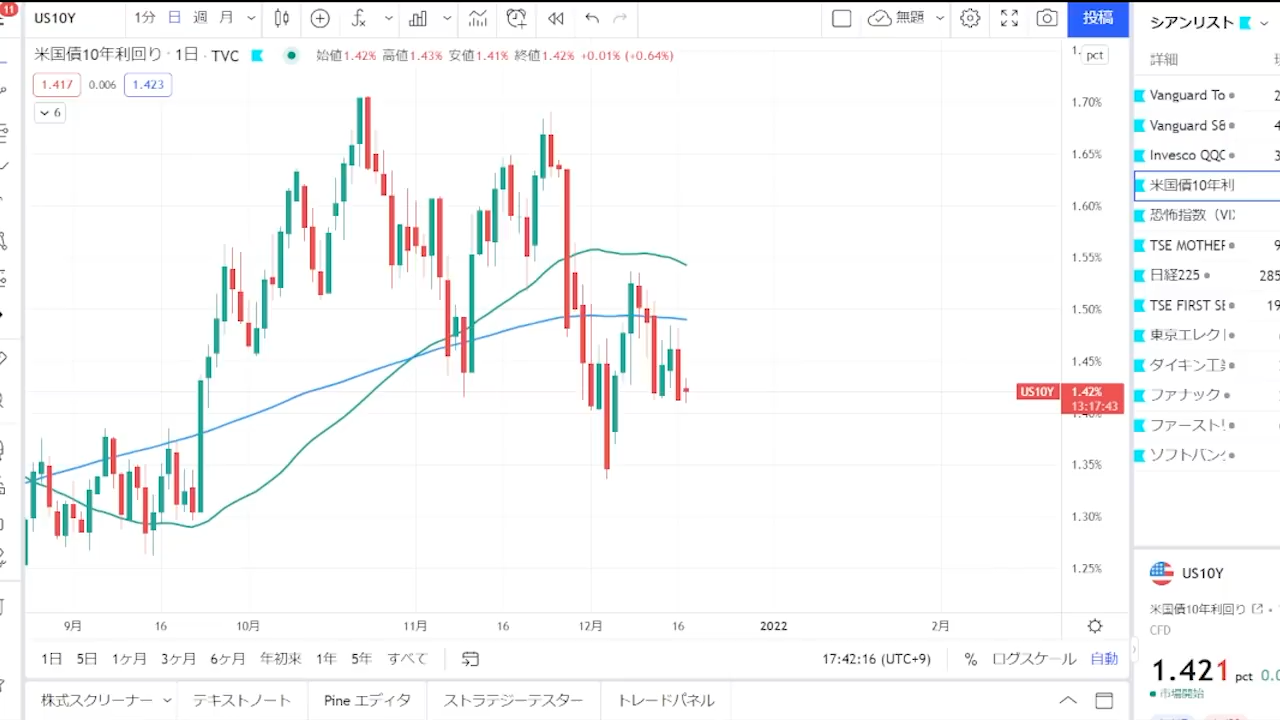 11
US10Y
1分 日 週 月
無題
投稿
シアンリスト
米国債10年利回り · 1日 · TVC
始値1.42% 高値1.43% 安値1.41% 終値1.42% +0.01% (+0.64%)
1.417 0.006 1.423
6
pct
1.70%
1.65%
1.60%
1.55%
1.50%
1.45%
US10Y 1.42%
13:17:43
1.40%
1.35%
1.30%
1.25%
9月 16 10月 11月 16 12月 16 2022 2月
1日 5日 1ヶ月 3ヶ月 6ヶ月 年初来 1年 5年 すべて
17:42:16 (UTC+9) % ログスケール 自動
株式スクリーナー テキストノート Pine エディタ ストラテジーテスター トレードパネル
詳細
Vanguard To
Vanguard S&
Invesco QQQ
米国債10年利
恐怖指数 (VI
TSE MOTHER
日経225 285
TSE FIRST SE 19
東京エレクト
ダイキン工業
ファナック
ファースト
ソフトバンク
US10Y
米国債10年利回り
CFD
1.421 pct
市場開始